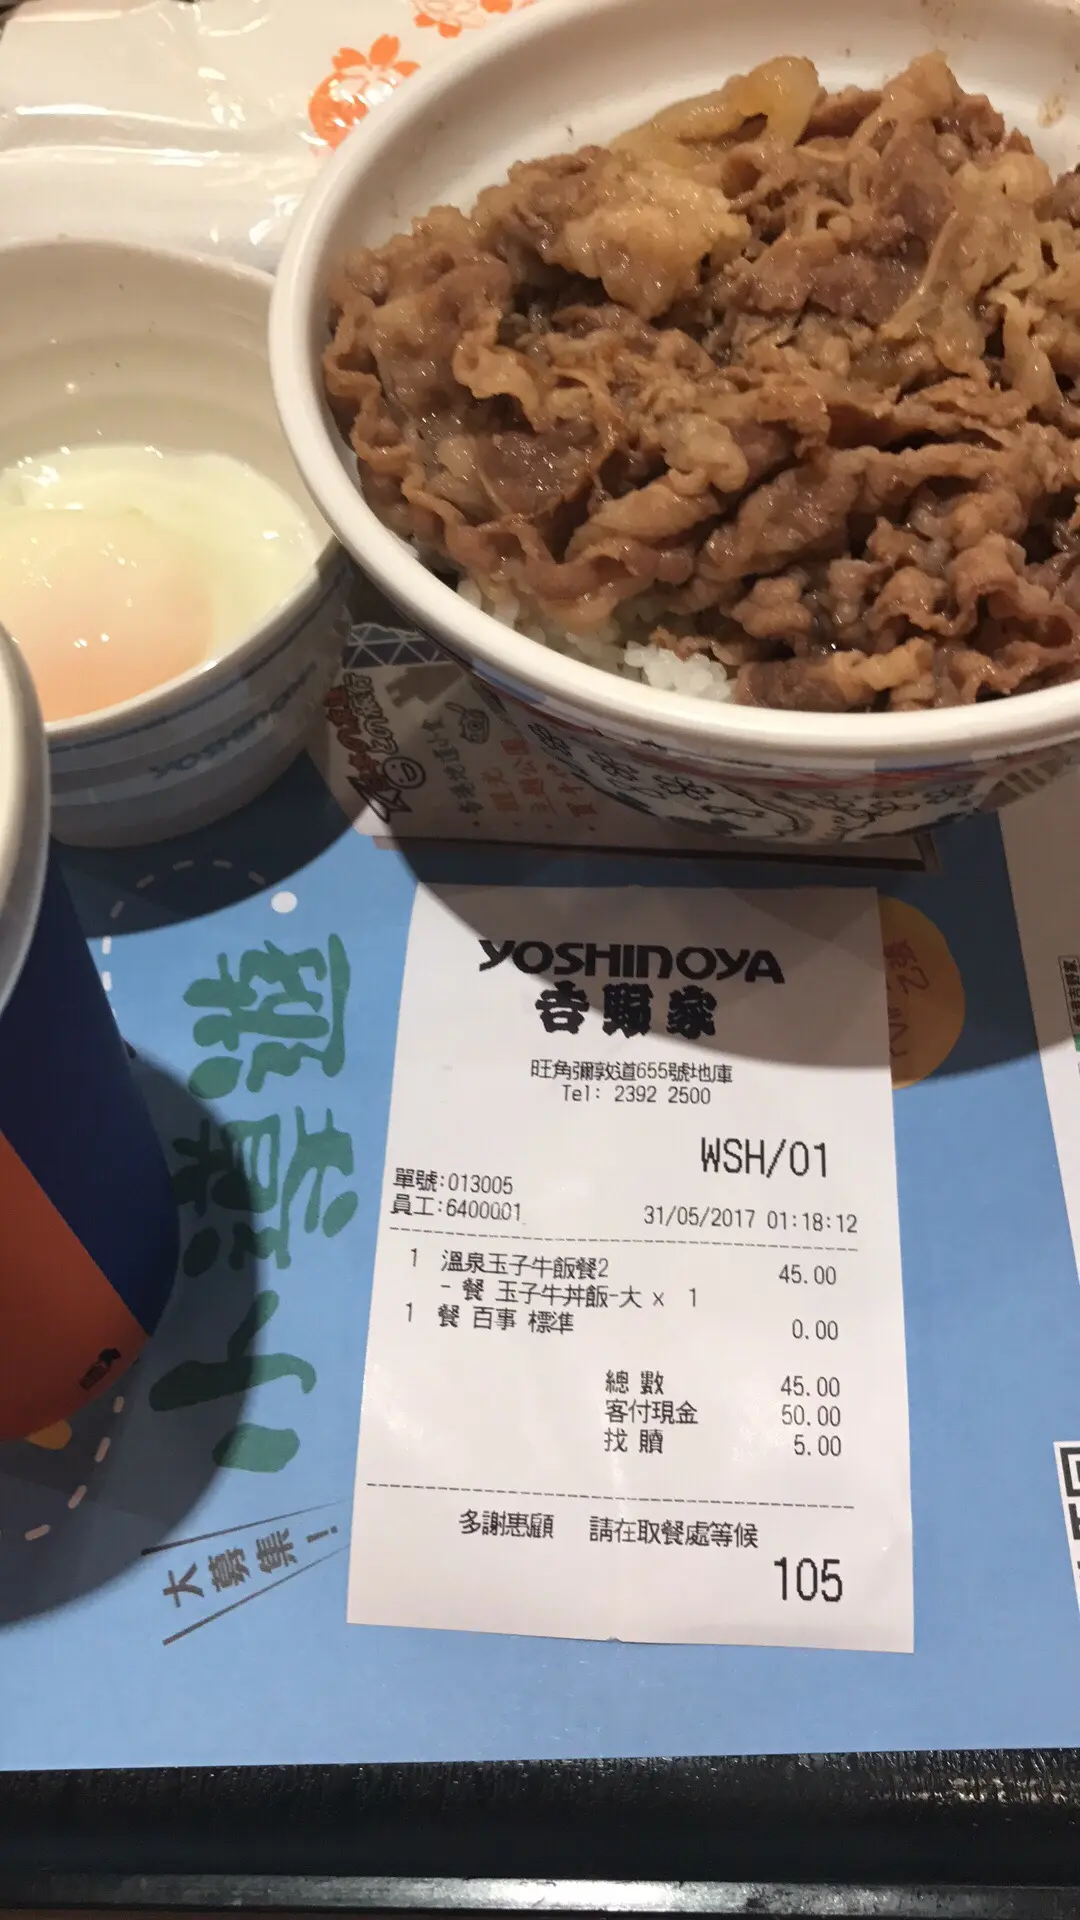 YOSHINOYA
吉野家
旺角彌敦道655號地庫
Tel: 2392 2500
WSH/01
單號:013005
員工:6400001
31/05/2017 01:18:12
1 溫泉玉子牛飯餐2 45.00
- 餐 玉子牛丼飯-大 x 1
1 餐 百事 標準 0.00
總 數 45.00
客付現金 50.00
找 贖 5.00
多謝惠顧 請在取餐處等候
105
大募集!